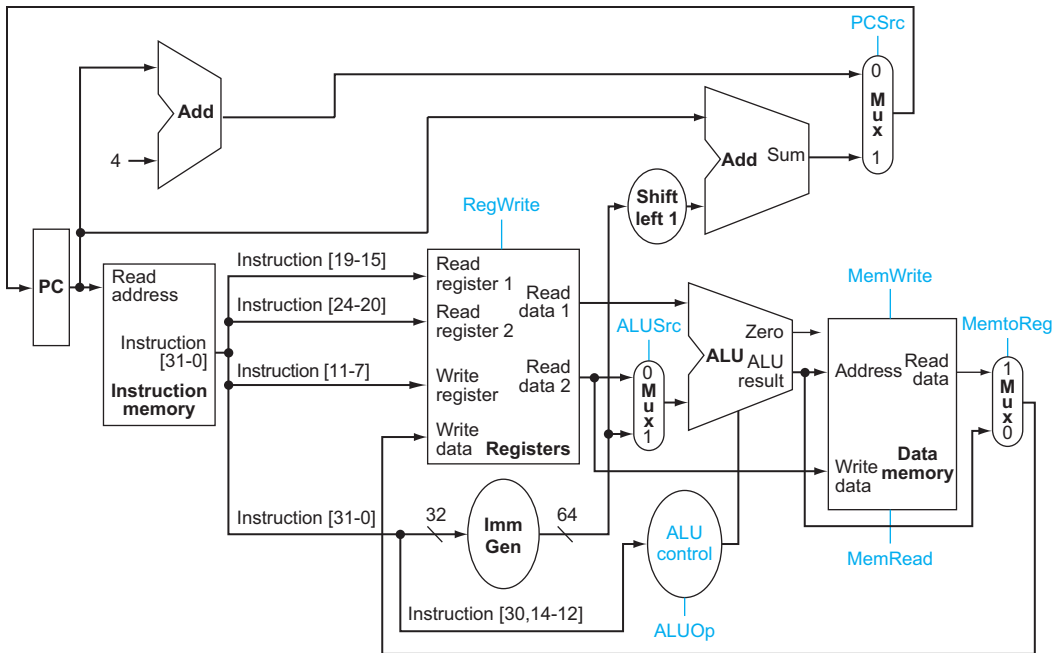 PCSrc
0
M
u
x
1
Add
4
Add
Sum
Shift
left 1
RegWrite
PC
Read
address
Instruction
[31-0]
Instruction
memory
Instruction [19-15]
Instruction [24-20]
Instruction [11-7]
Read
register 1
Read
register 2
Write
register
Write
data
Read
data 1
Read
data 2
Registers
ALUSrc
0
M
u
x
1
Zero
ALU
ALU
result
MemWrite
Address
Read
data
Write
data
Data
memory
MemRead
MemtoReg
1
M
u
x
0
Instruction [31-0]
32
Imm
Gen
64
ALU
control
ALUOp
Instruction [30,14-12]